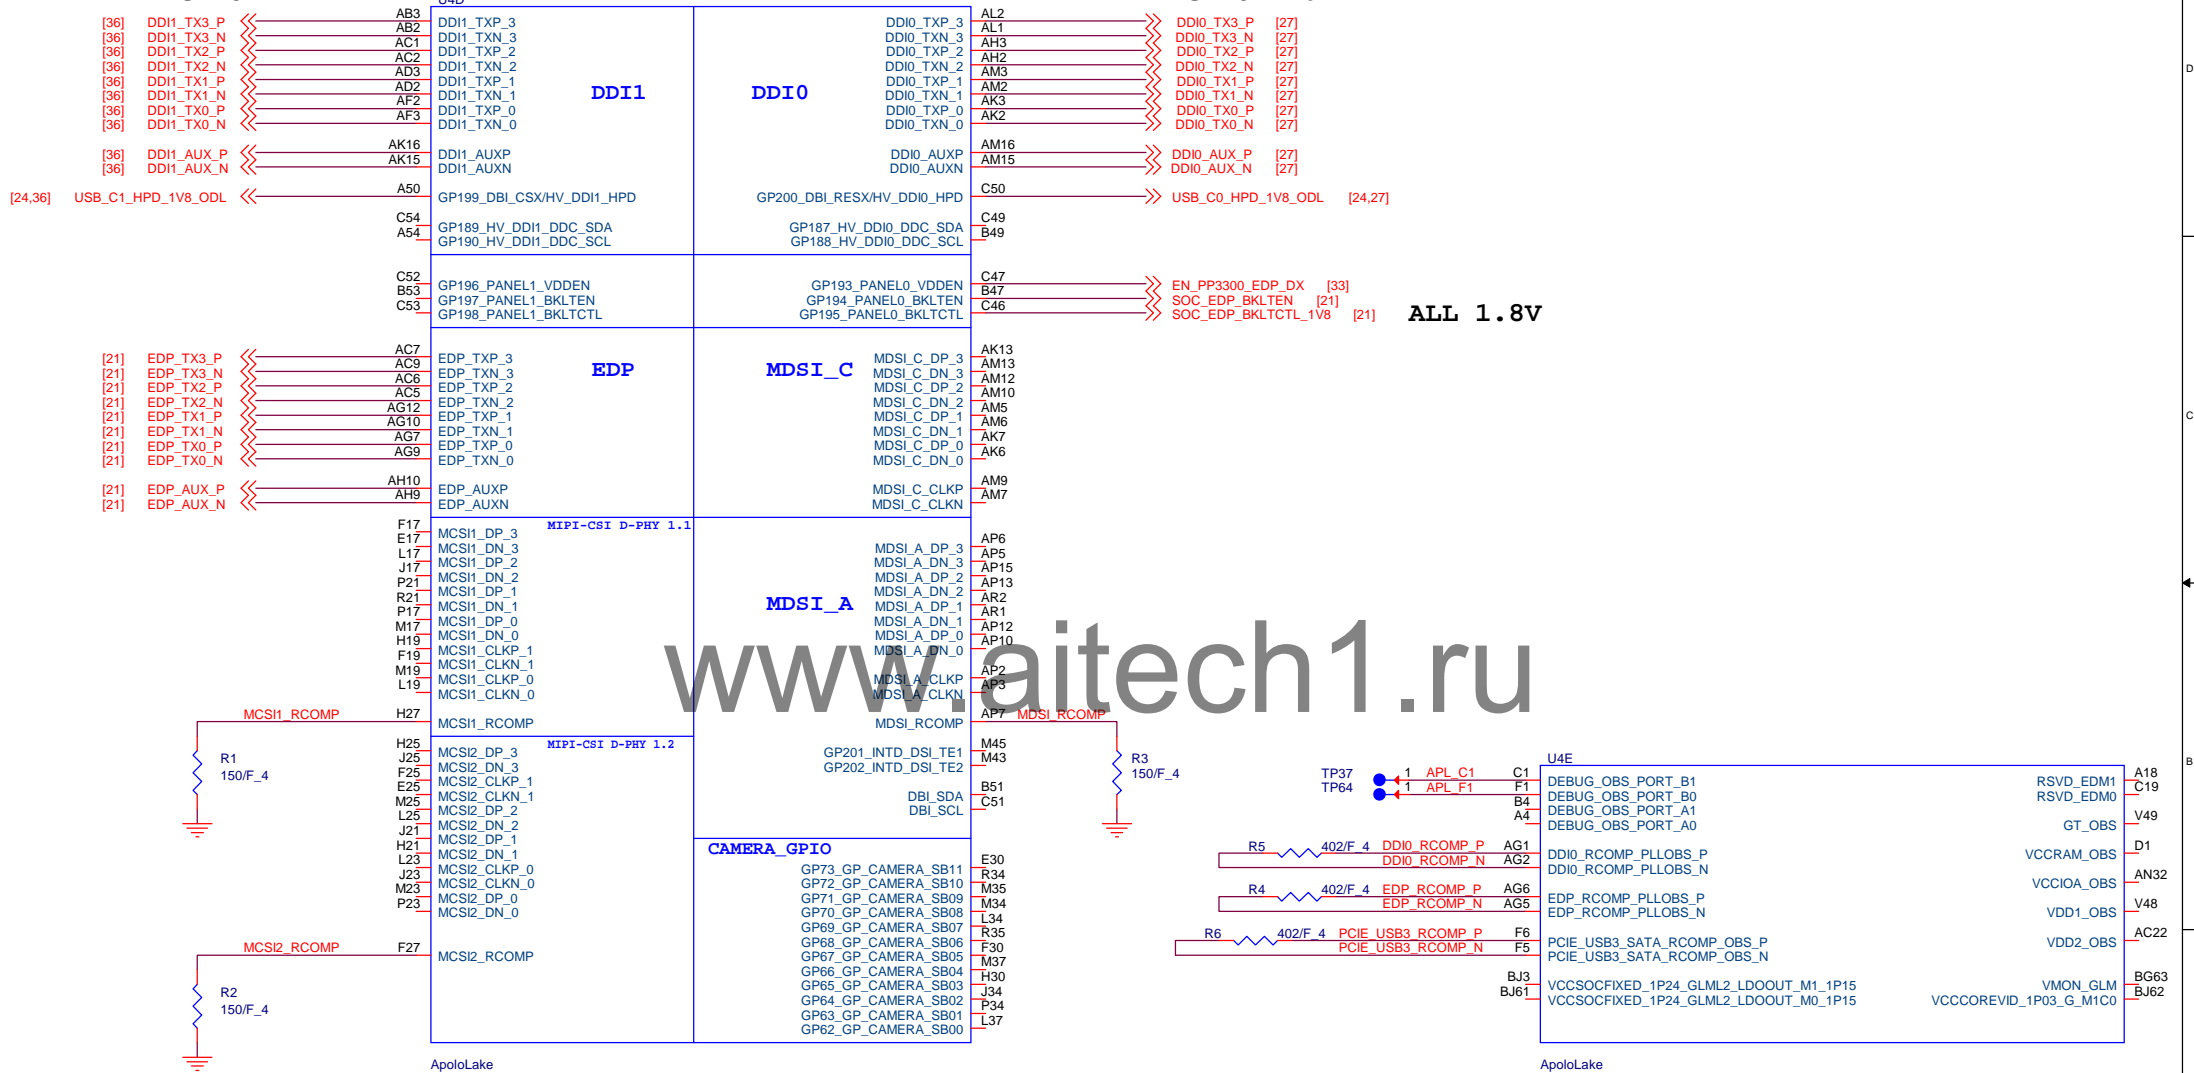 U4D
[36] DDI1_TX3_P AB3 DDI1_TXP_3 DDI0_TXP_3 AL2 DDI0_TX3_P [27]
[36] DDI1_TX3_N AB2 DDI1_TXN_3 DDI0_TXN_3 AL1 DDI0_TX3_N [27]
[36] DDI1_TX2_P AC1 DDI1_TXP_2 DDI0_TXP_2 AH3 DDI0_TX2_P [27]
[36] DDI1_TX2_N AC2 DDI1_TXN_2 DDI0_TXN_2 AH2 DDI0_TX2_N [27]
[36] DDI1_TX1_P AD3 DDI1_TXP_1 DDI0_TXP_1 AM3 DDI0_TX1_P [27]
[36] DDI1_TX1_N AD2 DDI1_TXN_1 DDI1 DDI0 DDI0_TXN_1 AM2 DDI0_TX1_N [27]
[36] DDI1_TX0_P AF2 DDI1_TXP_0 DDI0_TXP_0 AK3 DDI0_TX0_P [27]
[36] DDI1_TX0_N AF3 DDI1_TXN_0 DDI0_TXN_0 AK2 DDI0_TX0_N [27]
[36] DDI1_AUX_P AK16 DDI1_AUXP DDI0_AUXP AM16 DDI0_AUX_P [27]
[36] DDI1_AUX_N AK15 DDI1_AUXN DDI0_AUXN AM15 DDI0_AUX_N [27]
[24,36] USB_C1_HPD_1V8_ODL A50 GP199_DBI_CSX/HV_DDI1_HPD GP200_DBI_RESX/HV_DDI0_HPD C50 USB_C0_HPD_1V8_ODL [24,27]
C54 GP189_HV_DDI1_DDC_SDA GP187_HV_DDI0_DDC_SDA C49
A54 GP190_HV_DDI1_DDC_SCL GP188_HV_DDI0_DDC_SCL B49
C52 GP196_PANEL1_VDDEN GP193_PANEL0_VDDEN C47 EN_PP3300_EDP_DX [33]
B53 GP197_PANEL1_BKLTEN GP194_PANEL0_BKLTEN B47 SOC_EDP_BKLTEN [21]
C53 GP198_PANEL1_BKLTCTL GP195_PANEL0_BKLTCTL C46 SOC_EDP_BKLTCTL_1V8 [21] ALL 1.8V
[21] EDP_TX3_P AC7 EDP_TXP_3 MDSI_C_DP_3 AK13
[21] EDP_TX3_N AC9 EDP_TXN_3 EDP MDSI_C MDSI_C_DN_3 AM13
[21] EDP_TX2_P AC6 EDP_TXP_2 MDSI_C_DP_2 AM12
[21] EDP_TX2_N AC5 EDP_TXN_2 MDSI_C_DN_2 AM10
[21] EDP_TX1_P AG12 EDP_TXP_1 MDSI_C_DP_1 AM5
[21] EDP_TX1_N AG10 EDP_TXN_1 MDSI_C_DN_1 AM6
[21] EDP_TX0_P AG7 EDP_TXP_0 MDSI_C_DP_0 AK7
[21] EDP_TX0_N AG9 EDP_TXN_0 MDSI_C_DN_0 AK6
[21] EDP_AUX_P AH10 EDP_AUXP MDSI_C_CLKP AM9
[21] EDP_AUX_N AH9 EDP_AUXN MDSI_C_CLKN AM7
MIPI-CSI D-PHY 1.1
F17 MCSI1_DP_3
E17 MCSI1_DN_3 MDSI_A_DP_3 AP6
L17 MCSI1_DP_2 MDSI_A_DN_3 AP5
J17 MCSI1_DN_2 MDSI_A_DP_2 AP15
P21 MCSI1_DP_1 MDSI_A_DN_2 AP13
R21 MCSI1_DN_1 MDSI_A MDSI_A_DP_1 AR2
P17 MCSI1_DP_0 MDSI_A_DN_1 AR1
M17 MCSI1_DN_0 MDSI_A_DP_0 AP12
H19 MCSI1_CLKP_1 MDSI_A_DN_0 AP10
F19 MCSI1_CLKN_1
M19 MCSI1_CLKP_0 MDSI_A_CLKP AP2
L19 MCSI1_CLKN_0 MDSI_A_CLKN AP3
www.aitech1.ru
MCSI1_RCOMP H27 MCSI1_RCOMP MDSI_RCOMP AP7 MDSI_RCOMP
MIPI-CSI D-PHY 1.2
R1
150/F_4
R3
150/F_4
H25 MCSI2_DP_3 GP201_INTD_DSI_TE1 M45
J25 MCSI2_DN_3 GP202_INTD_DSI_TE2 M43
F25 MCSI2_CLKP_1
E25 MCSI2_CLKN_1 DBI_SDA B51
M25 MCSI2_DP_2 DBI_SCL C51
L25 MCSI2_DN_2
J21 MCSI2_DP_1
H21 MCSI2_DN_1 CAMERA_GPIO
L23 MCSI2_CLKP_0 GP73_GP_CAMERA_SB11 E30
J23 MCSI2_CLKN_0 GP72_GP_CAMERA_SB10 R34
M23 MCSI2_DP_0 GP71_GP_CAMERA_SB09 M35
P23 MCSI2_DN_0 GP70_GP_CAMERA_SB08 M34
GP69_GP_CAMERA_SB07 L34
GP68_GP_CAMERA_SB06 R35
MCSI2_RCOMP F27 MCSI2_RCOMP GP67_GP_CAMERA_SB05 F30
GP66_GP_CAMERA_SB04 M37
GP65_GP_CAMERA_SB03 H30
R2 GP64_GP_CAMERA_SB02 J34
150/F_4 GP63_GP_CAMERA_SB01 P34
GP62_GP_CAMERA_SB00 L37
ApoloLake
U4E
TP37 1 APL_C1 C1 DEBUG_OBS_PORT_B1 RSVD_EDM1 A18
TP64 1 APL_F1 F1 DEBUG_OBS_PORT_B0 RSVD_EDM0 C19
B4 DEBUG_OBS_PORT_A1
A4 DEBUG_OBS_PORT_A0 GT_OBS V49
R5 402/F_4 DDI0_RCOMP_P AG1 DDI0_RCOMP_PLLOBS_P VCCRAM_OBS D1
DDI0_RCOMP_N AG2 DDI0_RCOMP_PLLOBS_N
VCCIOA_OBS AN32
R4 402/F_4 EDP_RCOMP_P AG6 EDP_RCOMP_PLLOBS_P
EDP_RCOMP_N AG5 EDP_RCOMP_PLLOBS_N VDD1_OBS V48
R6 402/F_4 PCIE_USB3_RCOMP_P F6 PCIE_USB3_SATA_RCOMP_OBS_P VDD2_OBS AC22
PCIE_USB3_RCOMP_N F5 PCIE_USB3_SATA_RCOMP_OBS_N
BJ3 VCCSOCFIXED_1P24_GLML2_LDOOUT_M1_1P15 VMON_GLM BG63
BJ61 VCCSOCFIXED_1P24_GLML2_LDOOUT_M0_1P15 VCCCOREVID_1P03_G_M1C0 BJ62
ApoloLake
D
C
B